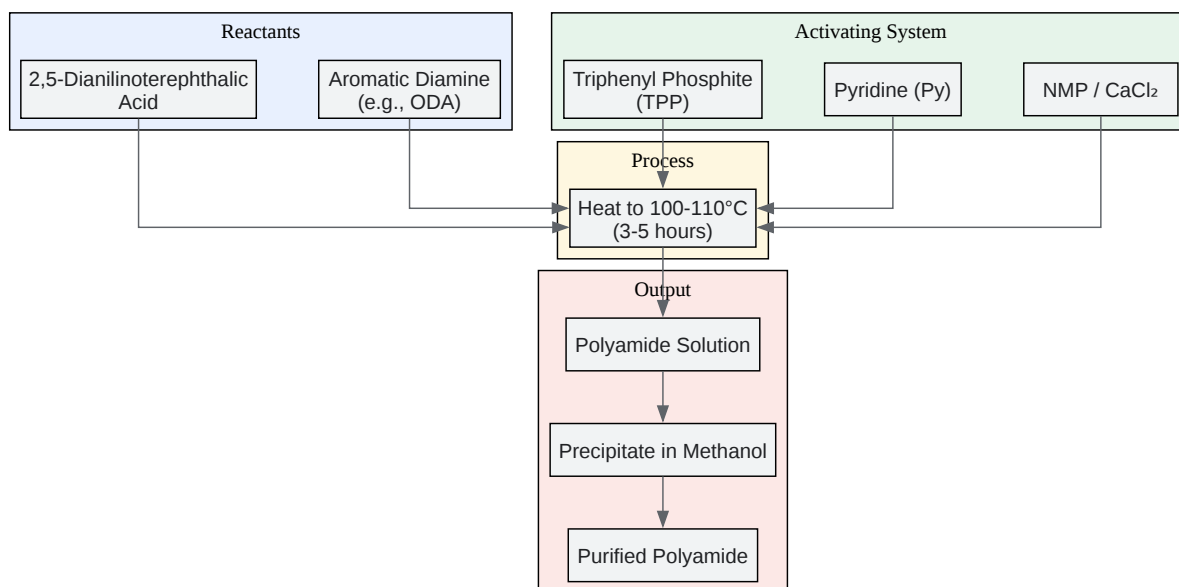 Reactants
Activating System
2,5-Dianilinoterephthalic
Acid
Aromatic Diamine
(e.g., ODA)
Triphenyl Phosphite
(TPP)
Pyridine (Py)
NMP / CaCl₂
Process
Heat to 100-110°C
(3-5 hours)
Output
Polyamide Solution
Precipitate in Methanol
Purified Polyamide